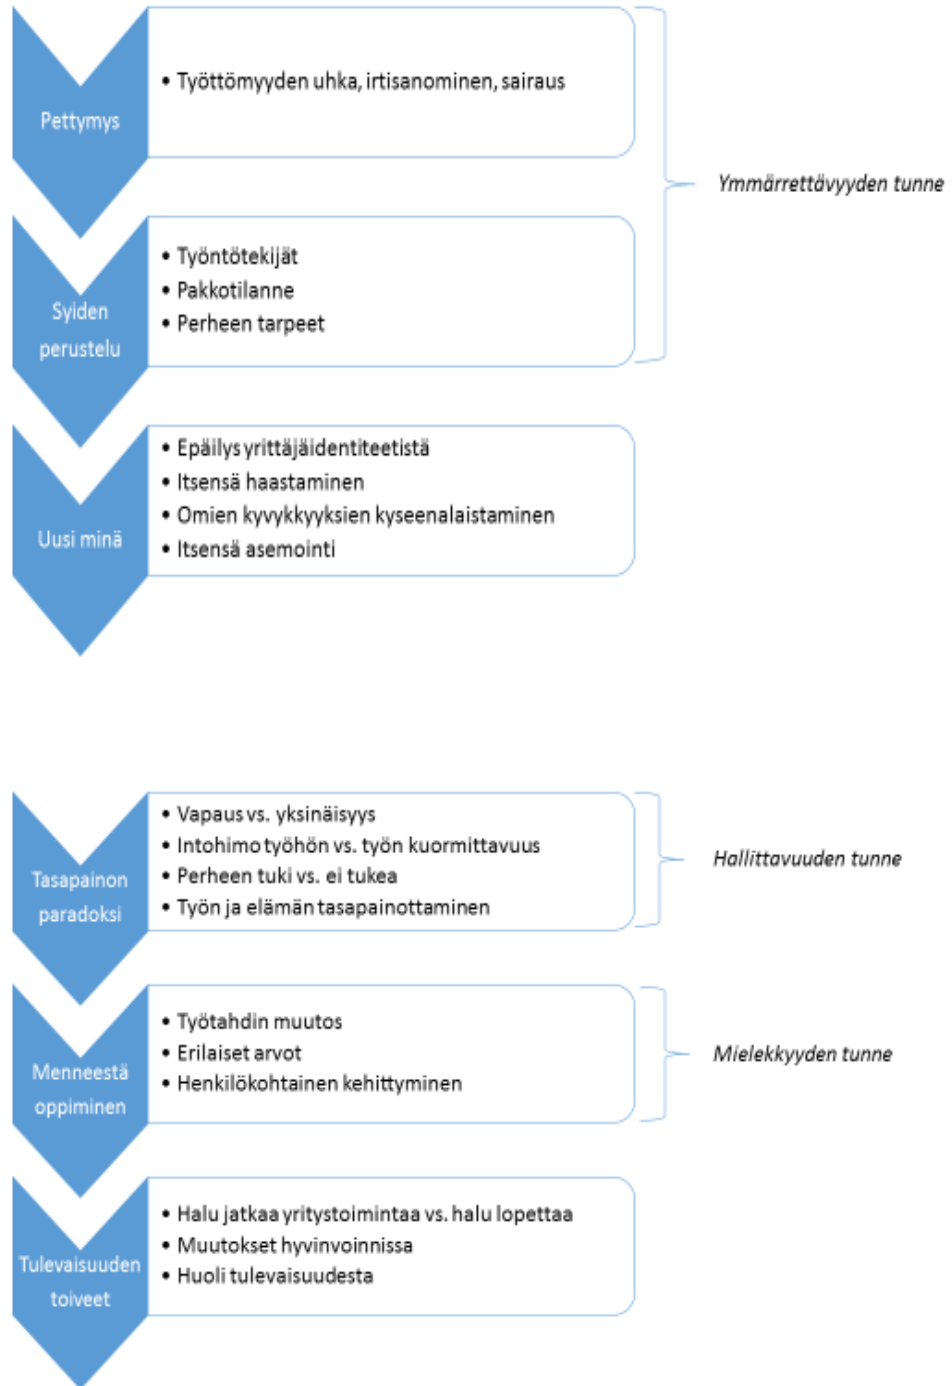 Pettymys
• Työttömyyden uhka, irtisanominen, sairaus
Ymmärrettävyyden tunne
Syiden
perustelu
• Työntötekijät
• Pakkotilanne
• Perheen tarpeet
Uusi minä
• Epäilys yrittäjäidentiteetistä
• Itsensä haastaminen
• Omien kyvykkyyksien kyseenalaistaminen
• Itsensä asemointi
Tasapainon
paradoksi
• Vapaus vs. yksinäisyys
• Intohimo työhön vs. työn kuormittavuus
• Perheen tuki vs. ei tukea
• Työn ja elämän tasapainottaminen
Hallittavuuden tunne
Menneestä
oppiminen
• Työtahdin muutos
• Erilaiset arvot
• Henkilökohtainen kehittyminen
Mielekkyyden tunne
Tulevaisuuden
toiveet
• Halu jatkaa yritystoimintaa vs. halu lopettaa
• Muutokset hyvinvoinnissa
• Huoli tulevaisuudesta